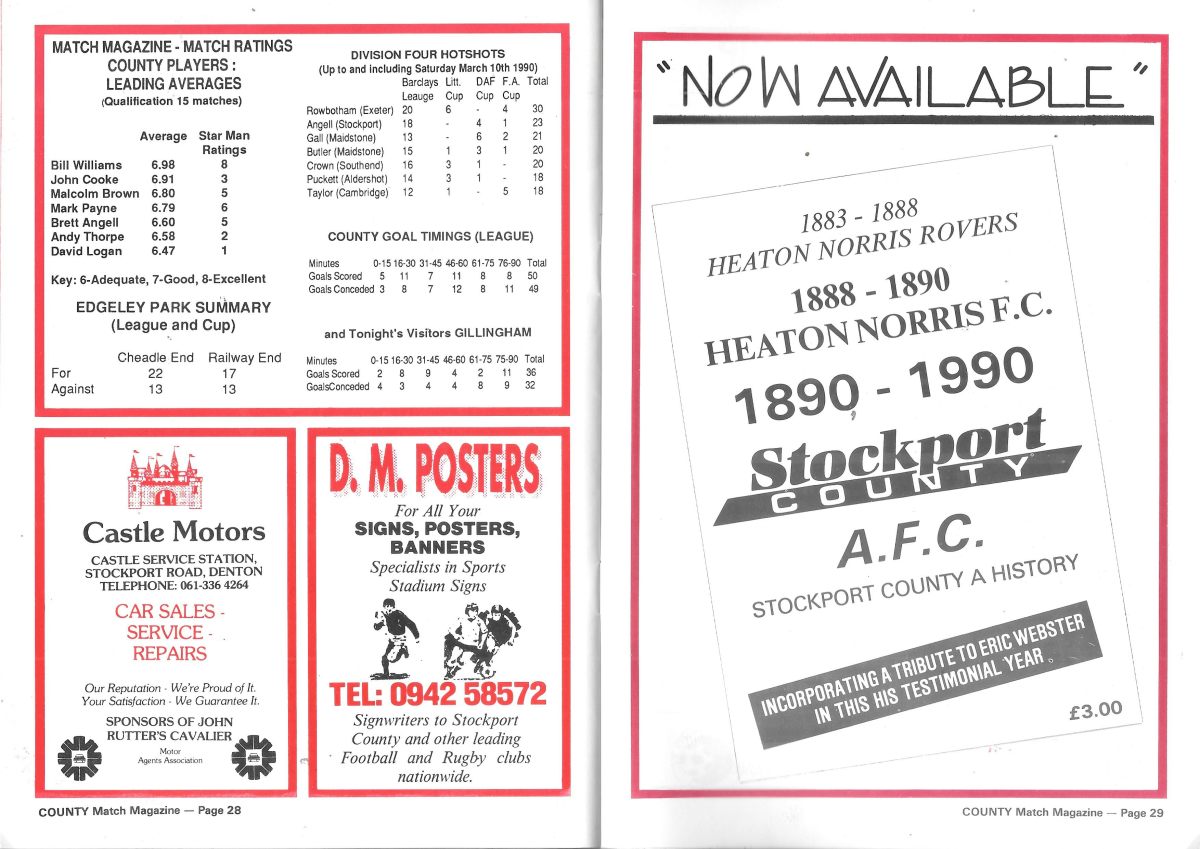 MATCH MAGAZINE - MATCH RATINGS
COUNTY PLAYERS :
LEADING AVERAGES
(Qualification 15 matches)
Average Star Man
Ratings
Bill Williams 6.98 8
John Cooke 6.91 3
Malcolm Brown 6.80 5
Mark Payne 6.79 6
Brett Angell 6.60 5
Andy Thorpe 6.58 2
David Logan 6.47 1
Key: 6-Adequate, 7-Good, 8-Excellent
EDGELEY PARK SUMMARY
(League and Cup)
Cheadle End Railway End
For 22 17
Against 13 13
DIVISION FOUR HOTSHOTS
(Up to and including Saturday March 10th 1990)
Barclays Litt. DAF F.A. Total
Leauge Cup Cup Cup
Rowbotham (Exeter) 20 6 - 4 30
Angell (Stockport) 18 - 4 1 23
Gall (Maidstone) 13 - 6 2 21
Butler (Maidstone) 15 1 3 1 20
Crown (Southend) 16 3 1 - 20
Puckett (Aldershot) 14 3 1 - 18
Taylor (Cambridge) 12 1 - 5 18
COUNTY GOAL TIMINGS (LEAGUE)
Minutes 0-15 16-30 31-45 46-60 61-75 76-90 Total
Goals Scored 5 11 7 11 8 8 50
Goals Conceded 3 8 7 12 8 11 49
and Tonight's Visitors GILLINGHAM
Minutes 0-15 16-30 31-45 46-60 61-75 75-90 Total
Goals Scored 2 8 9 4 2 11 36
GoalsConceded 4 3 4 4 8 9 32
Castle Motors
CASTLE SERVICE STATION,
STOCKPORT ROAD, DENTON
TELEPHONE: 061-336 4264
CAR SALES -
SERVICE -
REPAIRS
Our Reputation - We're Proud of It.
Your Satisfaction - We Guarantee It.
SPONSORS OF JOHN
RUTTER'S CAVALIER
Motor
Agents Association
D. M. POSTERS
For All Your
SIGNS, POSTERS,
BANNERS
Specialists in Sports
Stadium Signs
TEL: 0942 58572
Signwriters to Stockport
County and other leading
Football and Rugby clubs
nationwide.
COUNTY Match Magazine — Page 28
"NOW AVAILABLE"
1883 - 1888
HEATON NORRIS ROVERS
1888 - 1890
HEATON NORRIS F.C.
1890 - 1990
Stockport
COUNTY
A.F.C.
STOCKPORT COUNTY A HISTORY
INCORPORATING A TRIBUTE TO ERIC WEBSTER
IN THIS HIS TESTIMONIAL YEAR
£3.00
COUNTY Match Magazine — Page 29